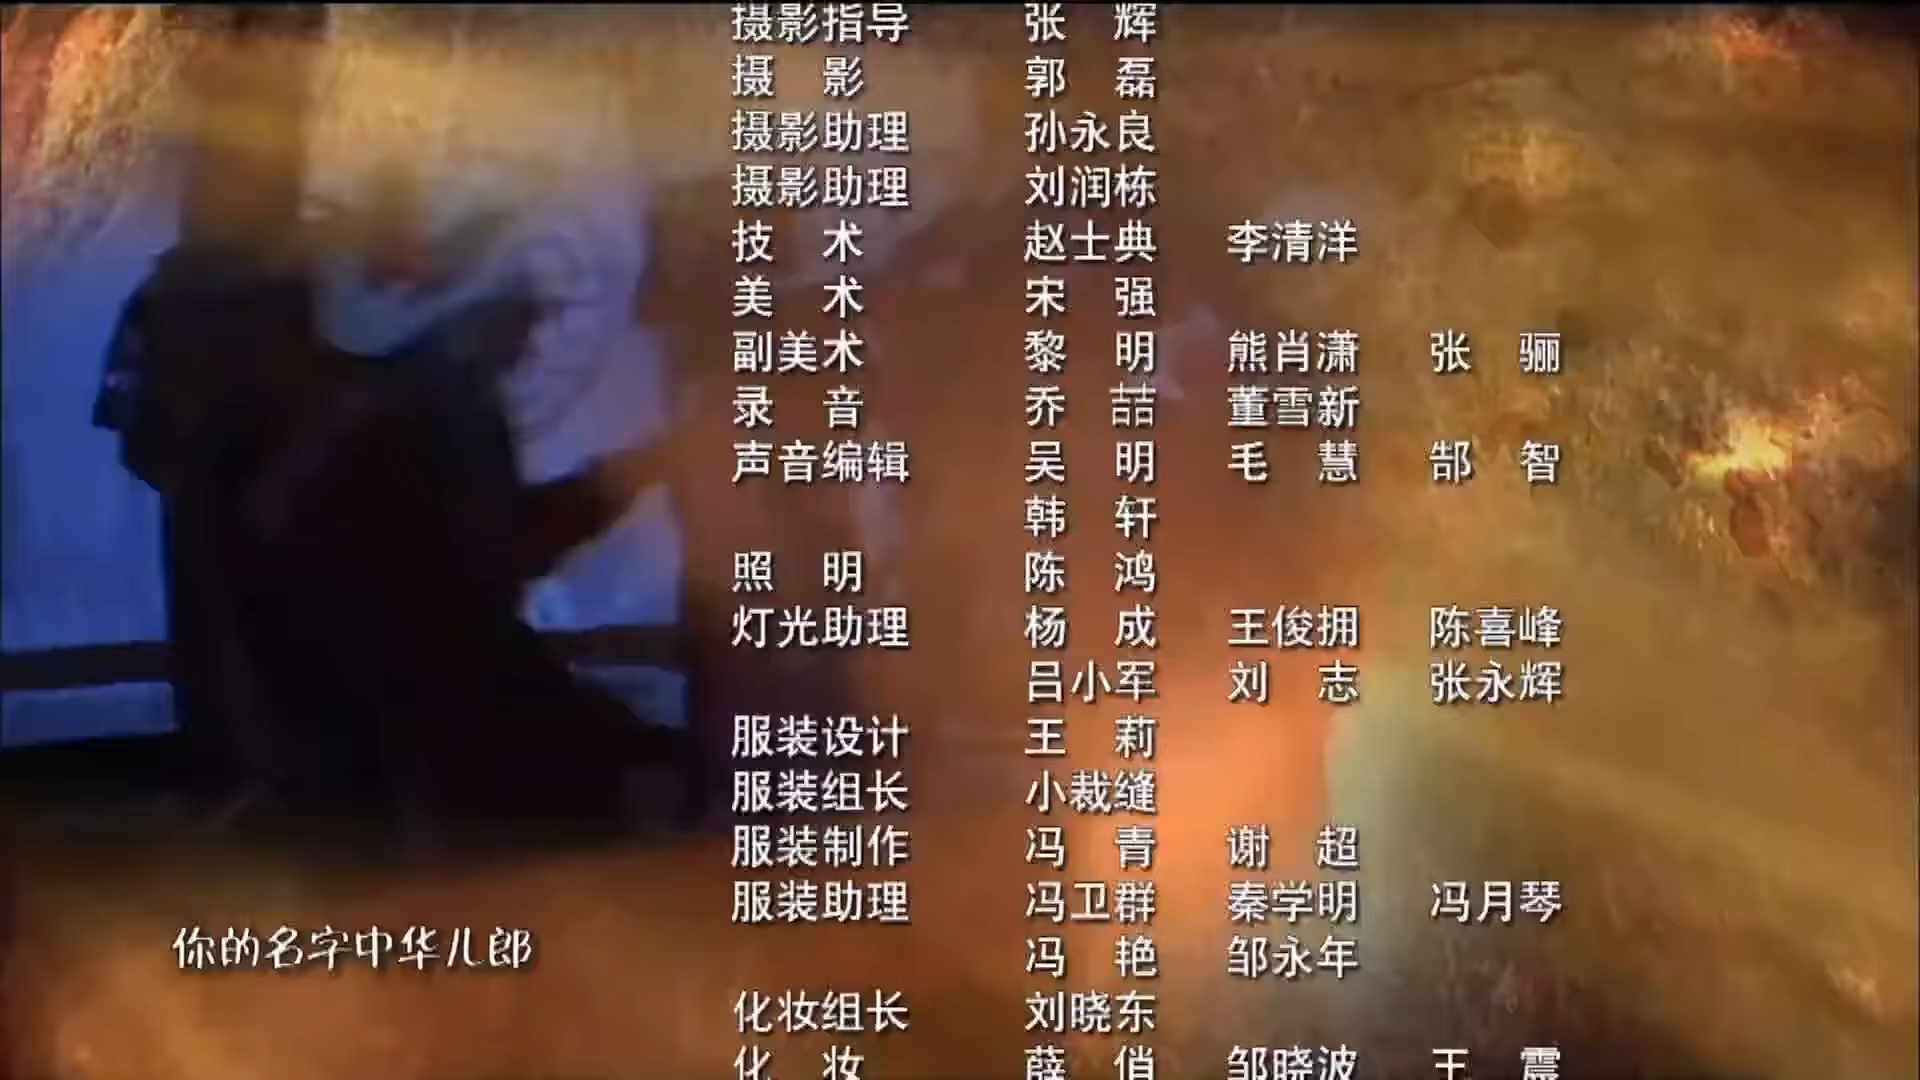 摄影指导 张 辉
摄 影 郭 磊
摄影助理 孙永良
摄影助理 刘润栋
技 术 赵士典 李清洋
美 术 宋 强
副美术 黎 明 熊肖潇 张 骊
录 音 乔 喆 董雪新
声音编辑 吴 明 毛 慧 郜 智
韩 轩
照 明 陈 鸿
灯光助理 杨 成 王俊拥 陈喜峰
吕小军 刘 志 张永辉
服装设计 王 莉
服装组长 小裁缝
服装制作 冯 青 谢 超
服装助理 冯卫群 秦学明 冯月琴
冯 艳 邹永年
化妆组长 刘晓东
化 妆 薛 俏 邹晓波 王 震
你的名字中华儿郎